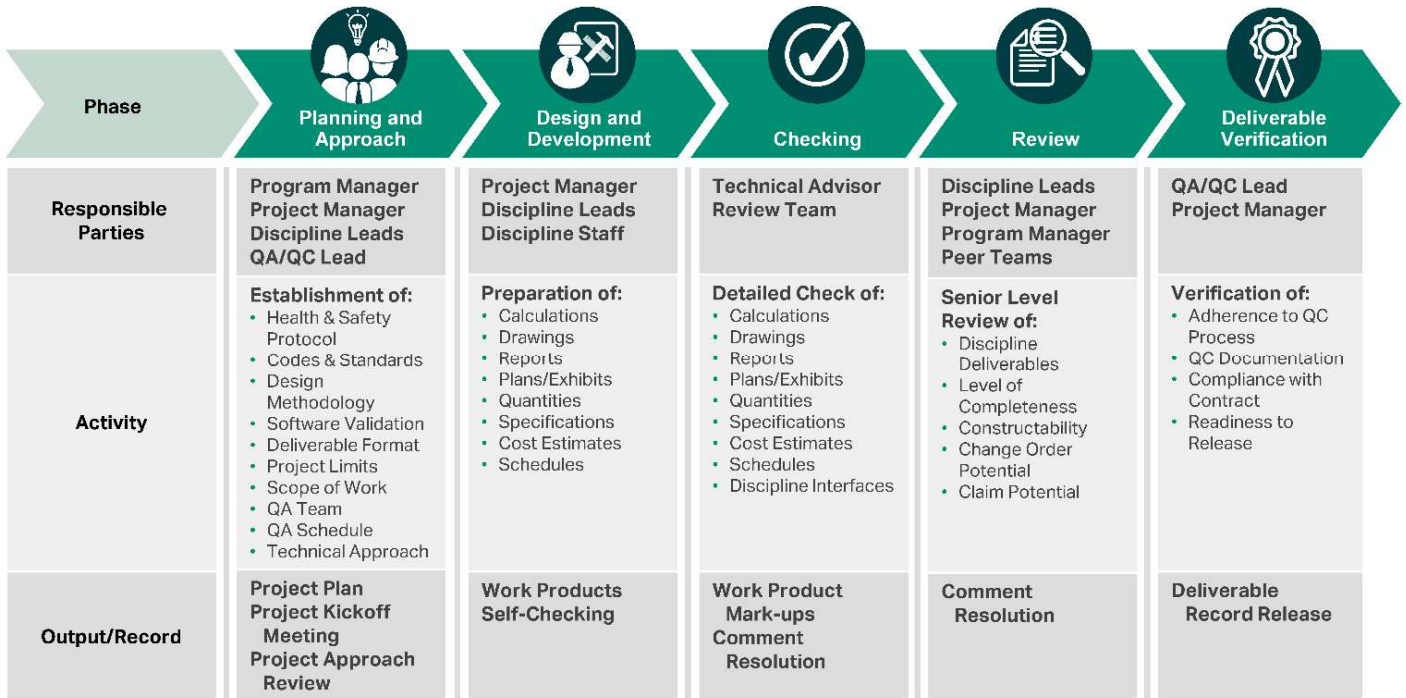 Phase
Planning and
Approach
Design and
Development
Checking
Review
Deliverable
Verification
Responsible
Parties
Program Manager
Project Manager
Discipline Leads
QA/QC Lead
Project Manager
Discipline Leads
Discipline Staff
Technical Advisor
Review Team
Discipline Leads
Project Manager
Program Manager
Peer Teams
QA/QC Lead
Project Manager
Activity
Establishment of:
• Health & Safety
Protocol
• Codes & Standards
• Design
Methodology
• Software Validation
• Deliverable Format
• Project Limits
• Scope of Work
• QA Team
• QA Schedule
• Technical Approach
Preparation of:
• Calculations
• Drawings
• Reports
• Plans/Exhibits
• Quantities
• Specifications
• Cost Estimates
• Schedules
Detailed Check of:
• Calculations
• Drawings
• Reports
• Plans/Exhibits
• Quantities
• Specifications
• Cost Estimates
• Schedules
• Discipline Interfaces
Senior Level
Review of:
• Discipline
Deliverables
• Level of
Completeness
• Constructability
• Change Order
Potential
• Claim Potential
Verification of:
• Adherence to QC
Process
• QC Documentation
• Compliance with
Contract
• Readiness to
Release
Output/Record
Project Plan
Project Kickoff
Meeting
Project Approach
Review
Work Products
Self-Checking
Work Product
Mark-ups
Comment
Resolution
Comment
Resolution
Deliverable
Record Release